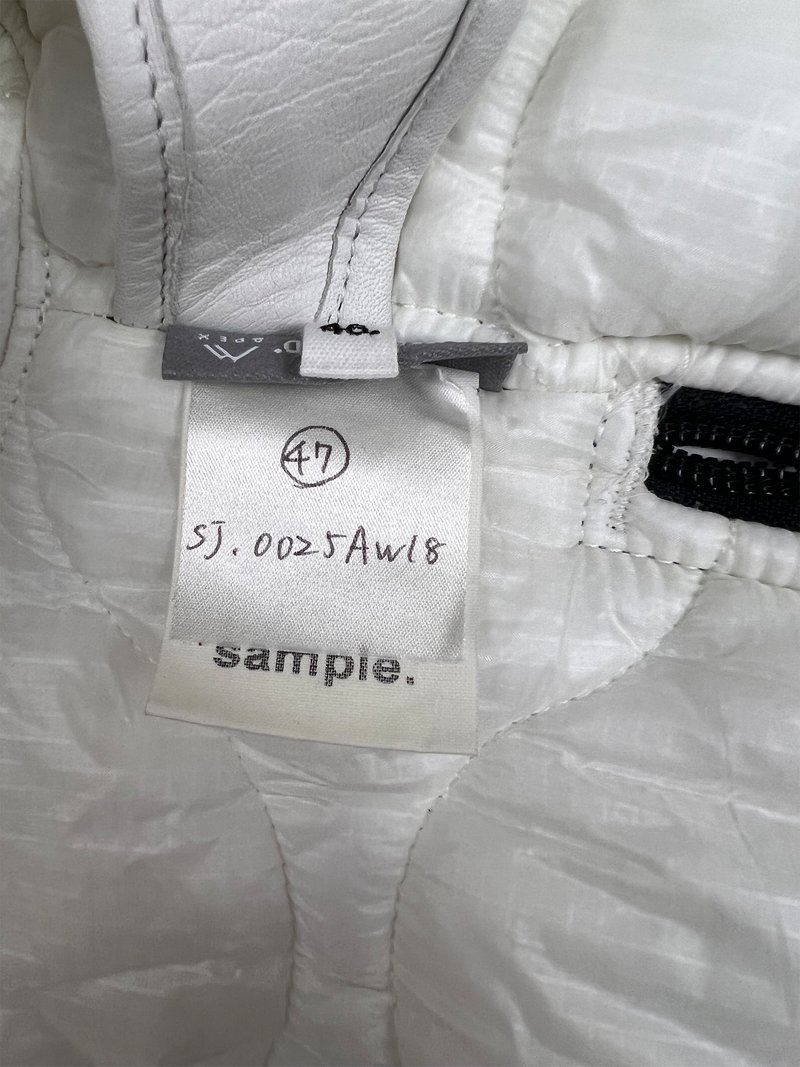 40.
D.
APEX
47
SJ.0025AW18
sample.